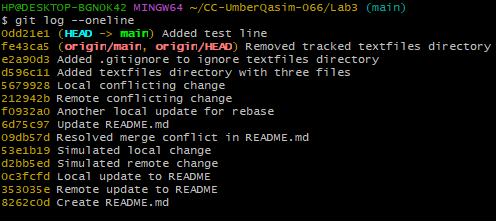 HP@DESKTOP-BGNOK42 MINGW64 ~/CC-UmberQasim-066/Lab3 (main)
$ git log --oneline
0dd21e1 (HEAD -> main) Added test line
fe43ca5 (origin/main, origin/HEAD) Removed tracked textfiles directory
e2a90d3 Added .gitignore to ignore textfiles directory
d596c11 Added textfiles directory with three files
5679928 Local conflicting change
212942b Remote conflicting change
f0932a0 Another local update for rebase
6d75c97 Update README.md
09db57d Resolved merge conflict in README.md
53e1b19 Simulated local change
d2bb5ed Simulated remote change
0c3fcfd Local update to README
353035e Remote update to README
8262c0d Create README.md